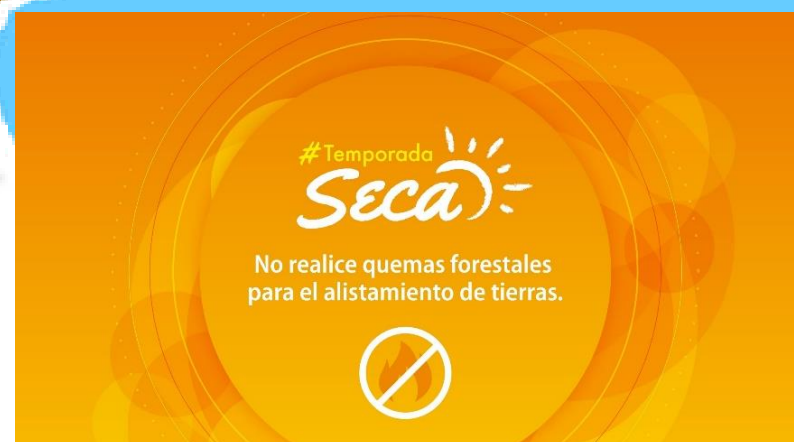 #Temporada
Seca
No realice quemas forestales
para el alistamiento de tierras.